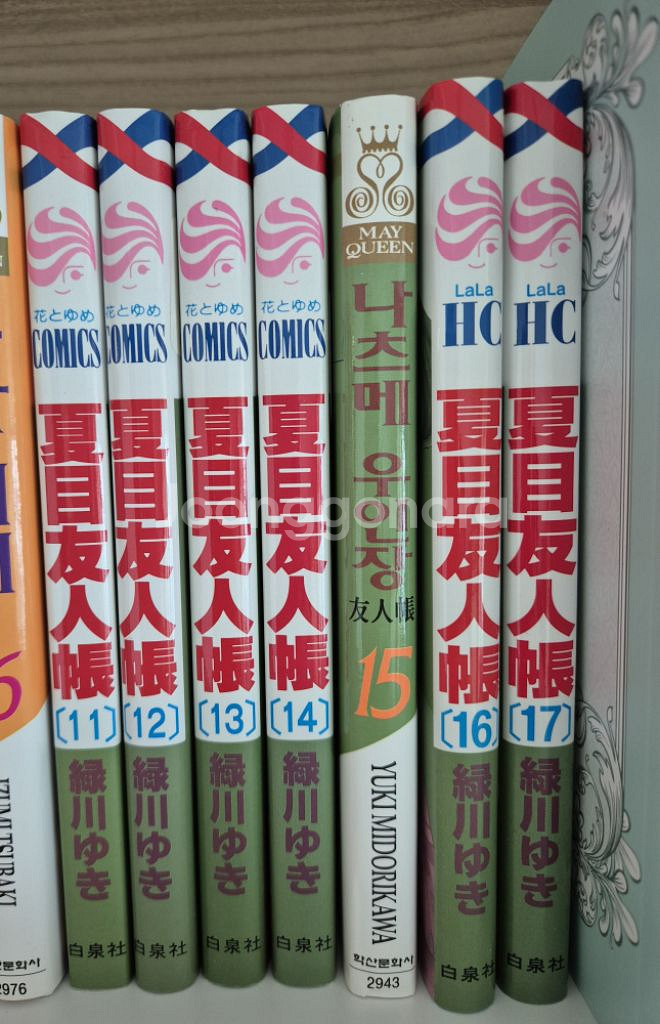 IZUMI TSUBAKI
2976
花とゆめ
COMICS
夏目友人帳
〔11〕
緑川ゆき
白泉社
花とゆめ
COMICS
夏目友人帳
〔12〕
緑川ゆき
白泉社
花とゆめ
COMICS
夏目友人帳
〔13〕
緑川ゆき
白泉社
花とゆめ
COMICS
夏目友人帳
〔14〕
緑川ゆき
白泉社
MAY
QUEEN
나츠메 우인장
友人帳
15
YUKI MIDORIKAWA
학산문화사
2943
LaLa
HC
夏目友人帳
〔16〕
緑川ゆき
白泉社
LaLa
HC
夏目友人帳
〔17〕
緑川ゆき
白泉社
joonggonara